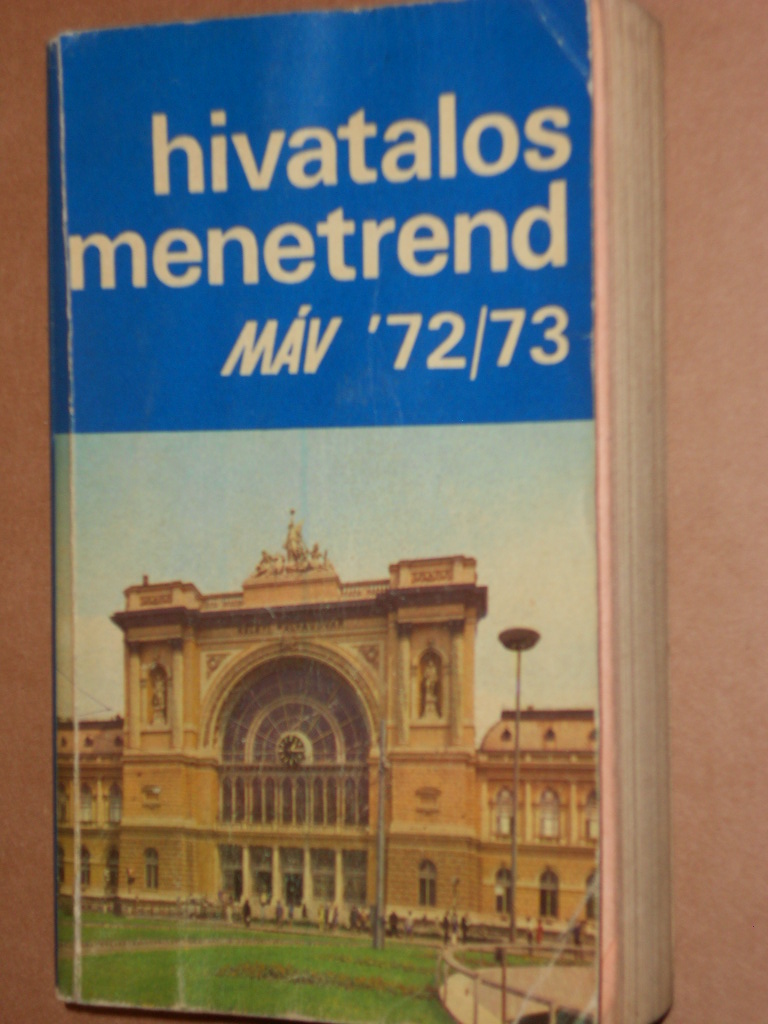 hivatalos
menetrend
MÁV '72/73